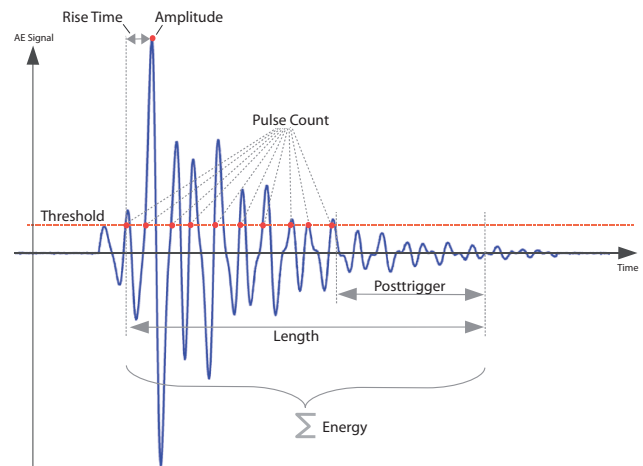 Rise Time
Amplitude
AE Signal
Pulse Count
Threshold
Time
Posttrigger
Length
∑ Energy